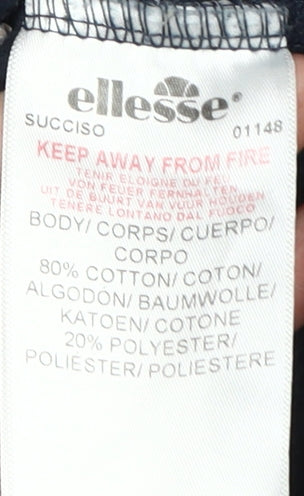 ellesse
SUCCISO 01148
KEEP AWAY FROM FIRE
TENIR ELOIGNE DU FEU
VON FEUER FERNHALTEN
UIT DE BUURT VAN VUUR HOUDEN
TENERE LONTANO DAL FUOCO
BODY/ CORPS/ CUERPO/
CORPO
80% COTTON/ COTON/
ALGODÓN/ BAUMWOLLE/
KATOEN/ COTONE
20% POLYESTER/
POLIESTER/ POLIESTERE